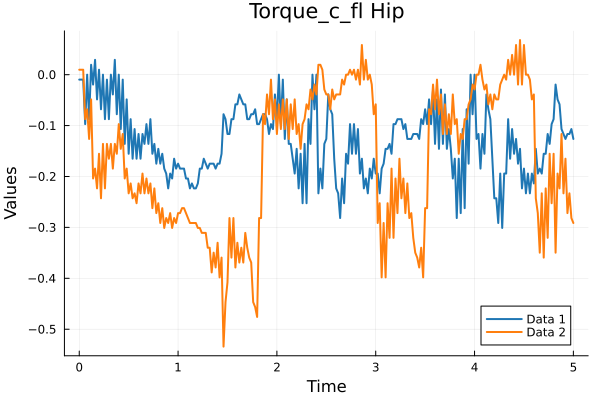 Torque_c_fl Hip
Values
0.0
−0.1
−0.2
−0.3
−0.4
−0.5
0 1 2 3 4 5
Time
Data 1
Data 2